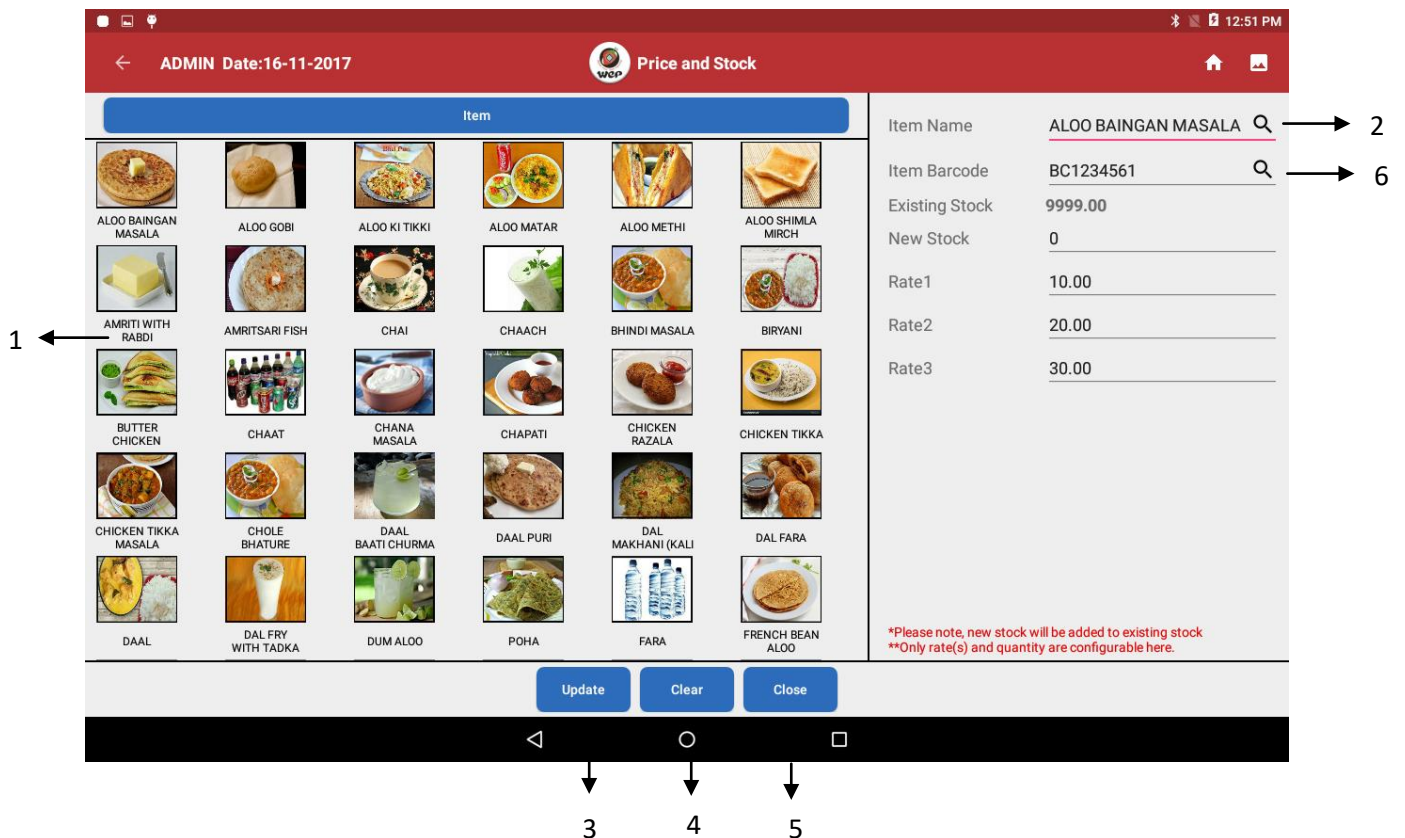 12:51 PM
ADMIN Date:16-11-2017
wep
Price and Stock
Item
ALOO BAINGAN
MASALA
ALOO GOBI
ALOO KI TIKKI
ALOO MATAR
ALOO METHI
ALOO SHIMLA
MIRCH
AMRITI WITH
RABDI
AMRITSARI FISH
CHAI
CHAACH
BHINDI MASALA
BIRYANI
BUTTER
CHICKEN
CHAAT
CHANA
MASALA
CHAPATI
CHICKEN
RAZALA
CHICKEN TIKKA
CHICKEN TIKKA
MASALA
CHOLE
BHATURE
DAAL
BAATI CHURMA
DAAL PURI
DAL
MAKHANI (KALI
DAL FARA
DAAL
DAL FRY
WITH TADKA
DUM ALOO
POHA
FARA
FRENCH BEAN
ALOO
Item Name ALOO BAINGAN MASALA
Item Barcode BC1234561
Existing Stock 9999.00
New Stock 0
Rate1 10.00
Rate2 20.00
Rate3 30.00
*Please note, new stock will be added to existing stock
**Only rate(s) and quantity are configurable here.
Update
Clear
Close
1
2
6
3
4
5